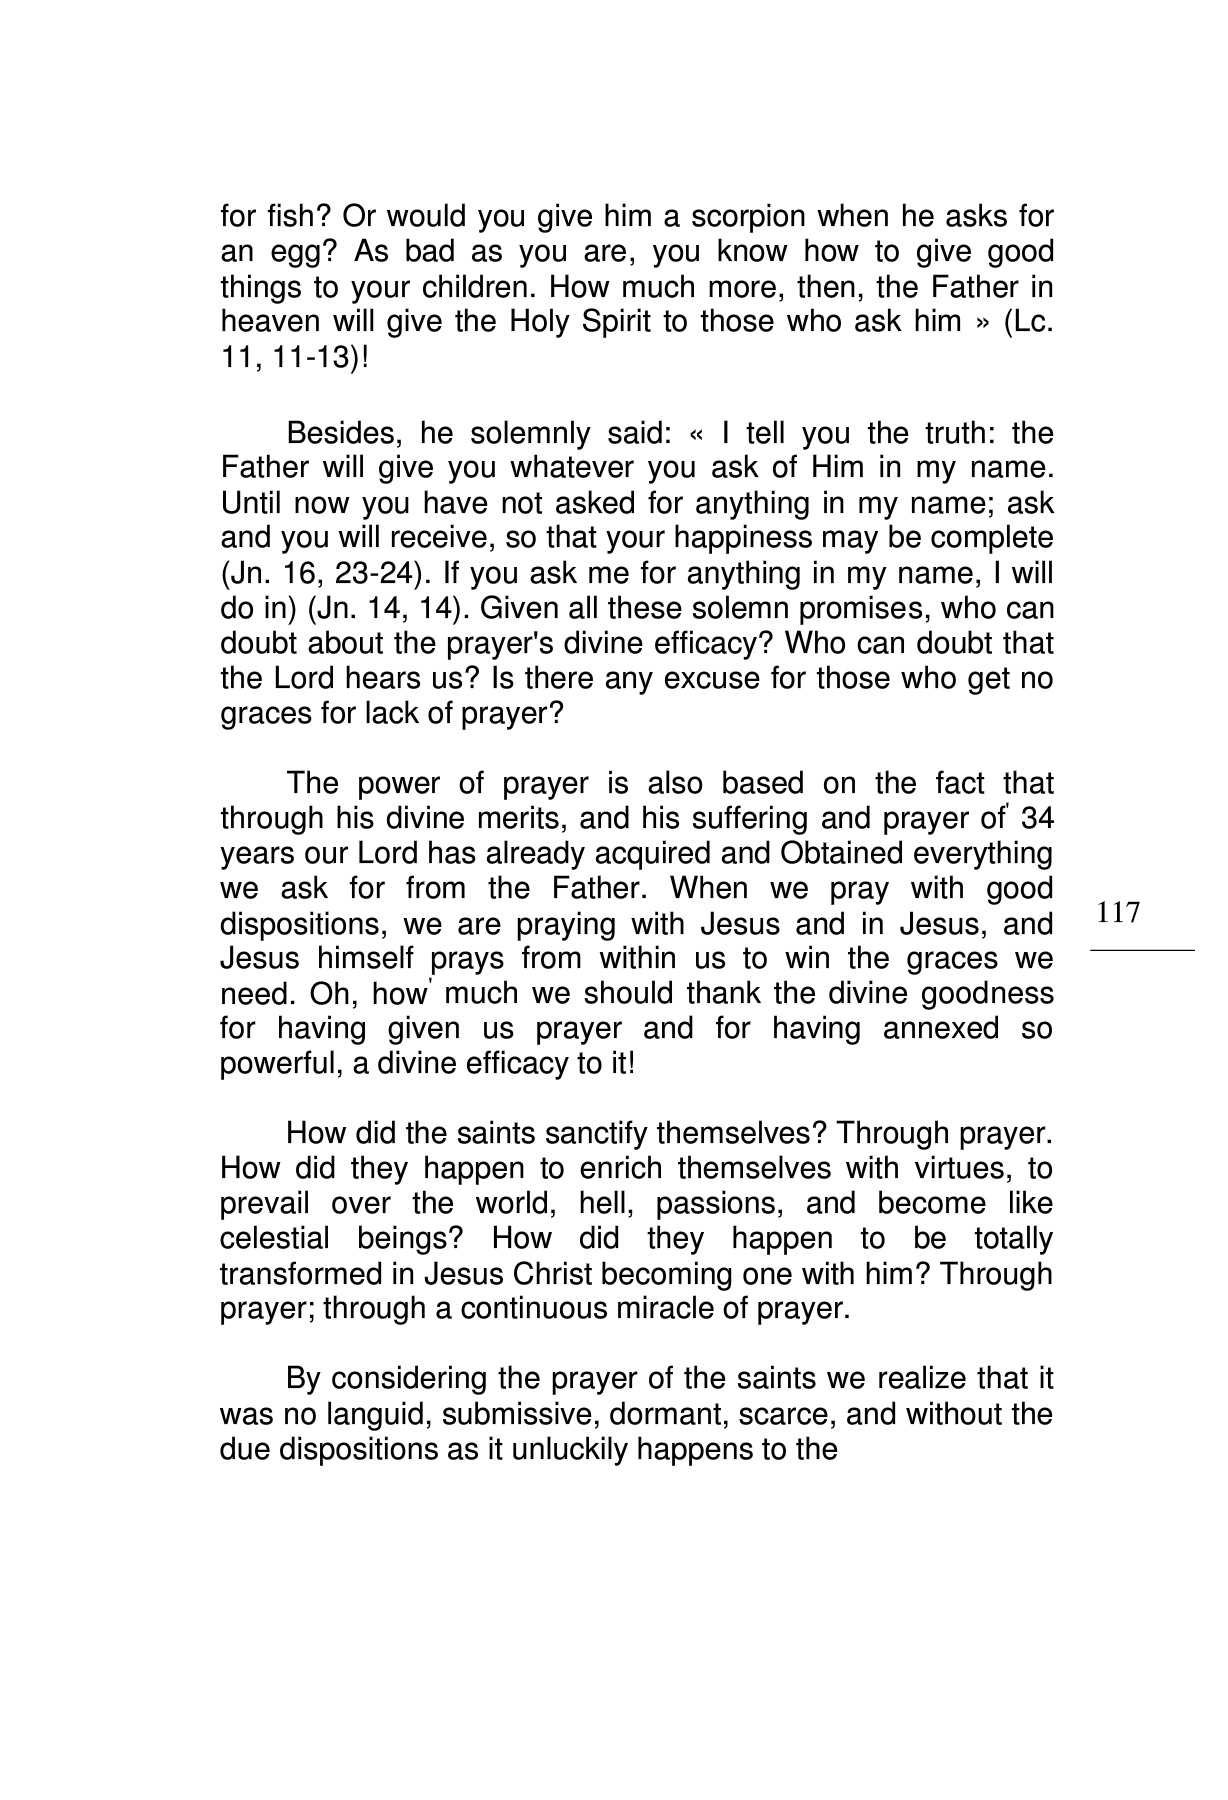 for fish? Or would you give him a scorpion when he asks for
an egg? As bad as you are, you know how to give good
things to your children. How much more, then, the Father in
heaven will give the Holy Spirit to those who ask him » (Lc.
11, 11-13)!
Besides, he solemnly said: « I tell you the truth: the
Father will give you whatever you ask of Him in my name.
Until now you have not asked for anything in my name; ask
and you will receive, so that your happiness may be complete
(Jn. 16, 23-24). If you ask me for anything in my name, I will
do in) (Jn. 14, 14). Given all these solemn promises, who can
doubt about the prayer's divine efficacy? Who can doubt that
the Lord hears us? Is there any excuse for those who get no
graces for lack of prayer?
The power of prayer is also based on the fact that
through his divine merits, and his suffering and prayer of' 34
years our Lord has already acquired and Obtained everything
we ask for from the Father. When we pray with good
dispositions, we are praying with Jesus and in Jesus, and
Jesus himself prays from within us to win the graces we
need. Oh, how' much we should thank the divine goodness
for having given us prayer and for having annexed so
powerful, a divine efficacy to it!
How did the saints sanctify themselves? Through prayer.
How did they happen to enrich themselves with virtues, to
prevail over the world, hell, passions, and become like
celestial beings? How did they happen to be totally
transformed in Jesus Christ becoming one with him? Through
prayer; through a continuous miracle of prayer.
By considering the prayer of the saints we realize that it
was no languid, submissive, dormant, scarce, and without the
due dispositions as it unluckily happens to the
117